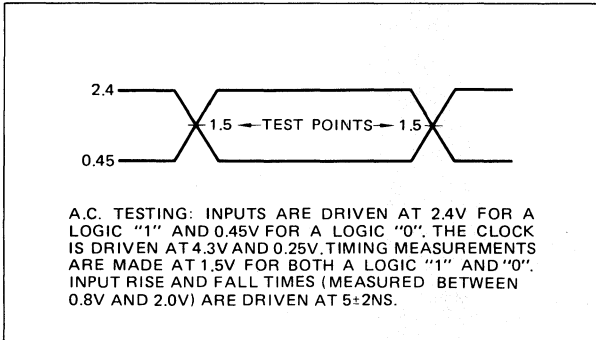 2.4
1.5 ← TEST POINTS → 1.5
0.45
A.C. TESTING: INPUTS ARE DRIVEN AT 2.4V FOR A
LOGIC "1" AND 0.45V FOR A LOGIC "0". THE CLOCK
IS DRIVEN AT 4.3V AND 0.25V. TIMING MEASUREMENTS
ARE MADE AT 1.5V FOR BOTH A LOGIC "1" AND "0".
INPUT RISE AND FALL TIMES (MEASURED BETWEEN
0.8V AND 2.0V) ARE DRIVEN AT 5±2NS.